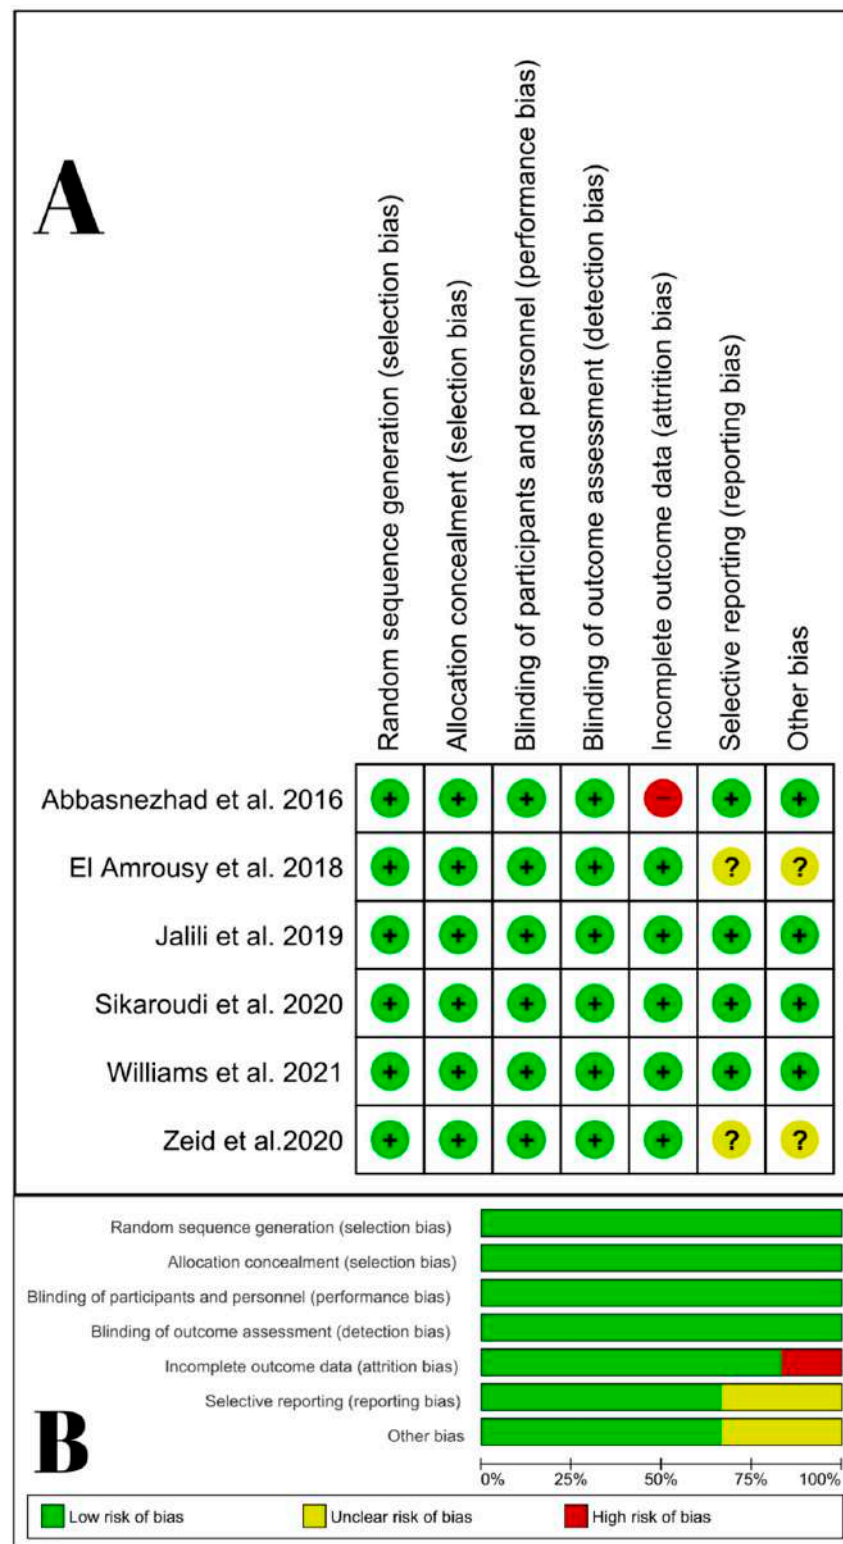 A
Random sequence generation (selection bias)
Allocation concealment (selection bias)
Blinding of participants and personnel (performance bias)
Blinding of outcome assessment (detection bias)
Incomplete outcome data (attrition bias)
Selective reporting (reporting bias)
Other bias
Abbasnezhad et al. 2016 + + + + − + +
El Amrousy et al. 2018 + + + + + ? ?
Jalili et al. 2019 + + + + + + +
Sikaroudi et al. 2020 + + + + + + +
Williams et al. 2021 + + + + + + +
Zeid et al.2020 + + + + + ? ?
Random sequence generation (selection bias)
Allocation concealment (selection bias)
Blinding of participants and personnel (performance bias)
Blinding of outcome assessment (detection bias)
Incomplete outcome data (attrition bias)
Selective reporting (reporting bias)
Other bias
B
0% 25% 50% 75% 100%
Low risk of bias Unclear risk of bias High risk of bias